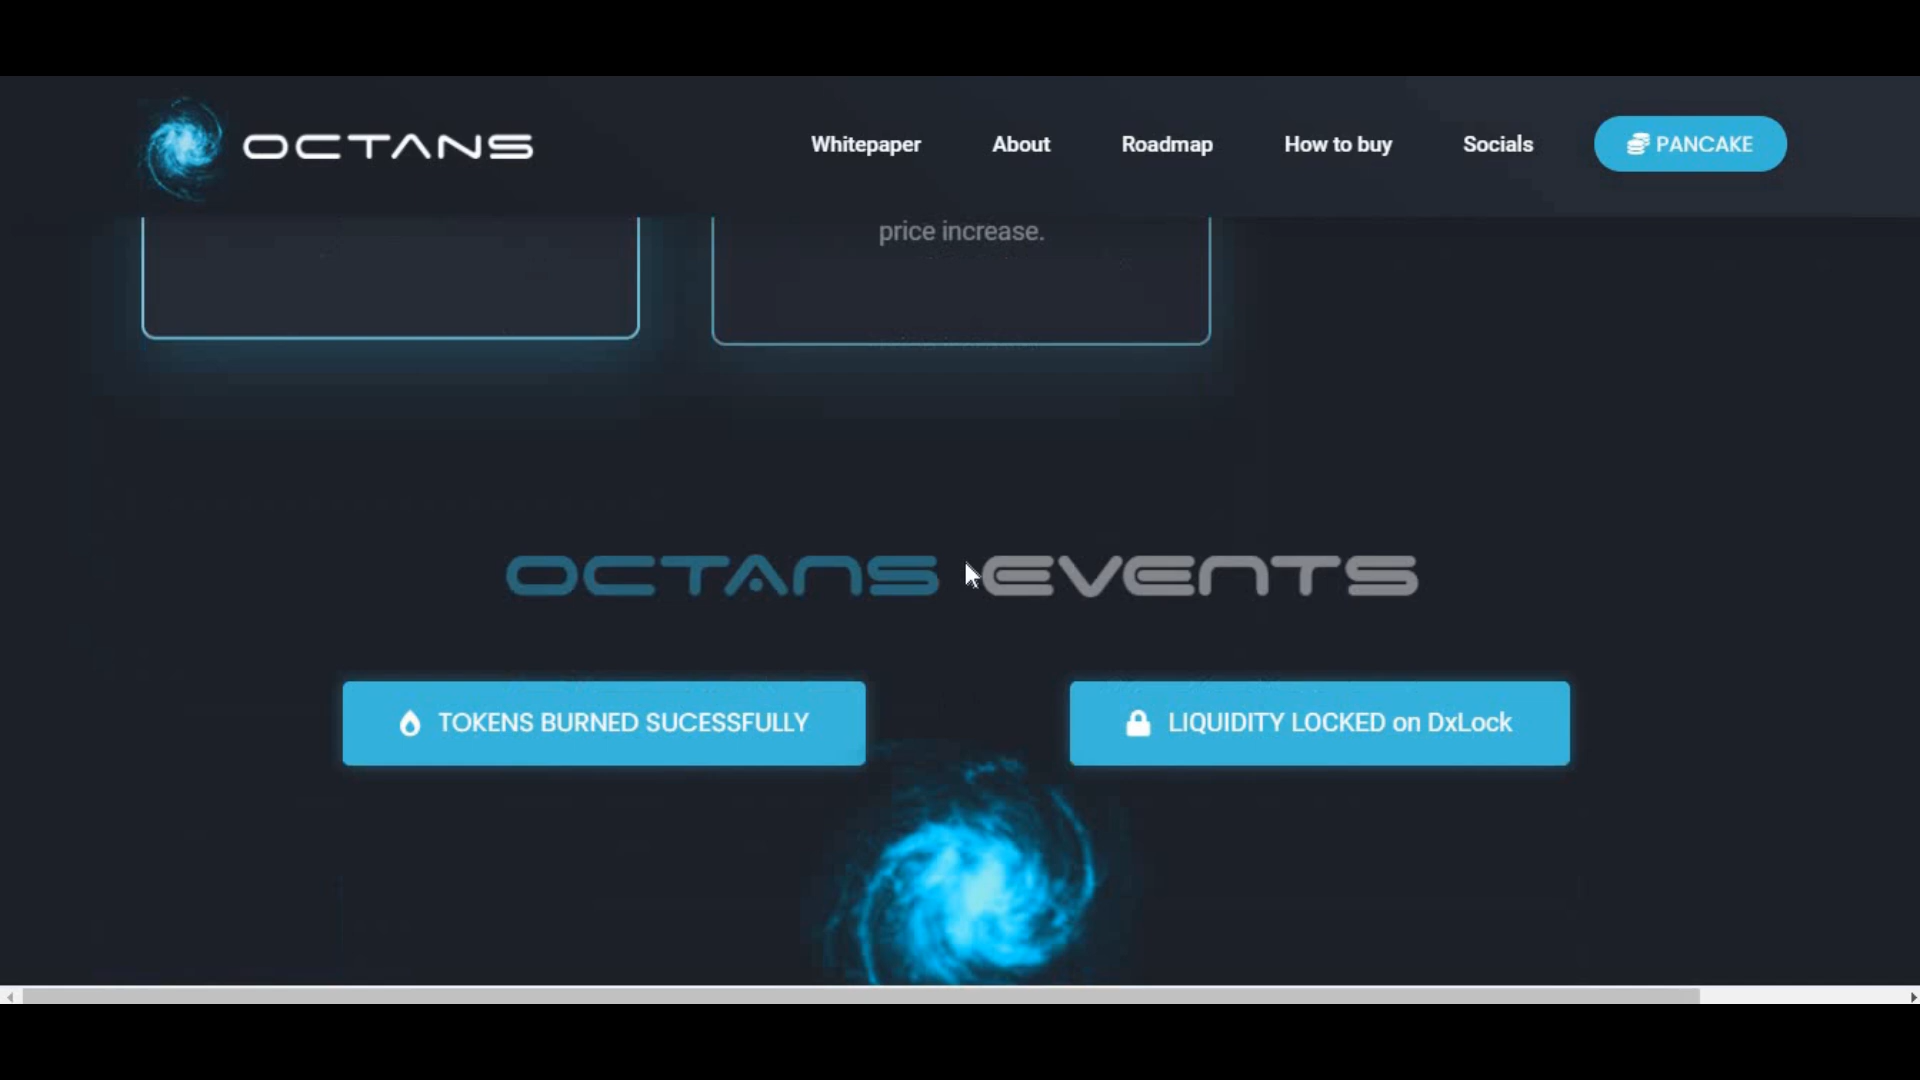 OCTANS
Whitepaper
About
Roadmap
How to buy
Socials
PANCAKE
price increase.
OCTANS EVENTS
TOKENS BURNED SUCESSFULLY
LIQUIDITY LOCKED on DxLock